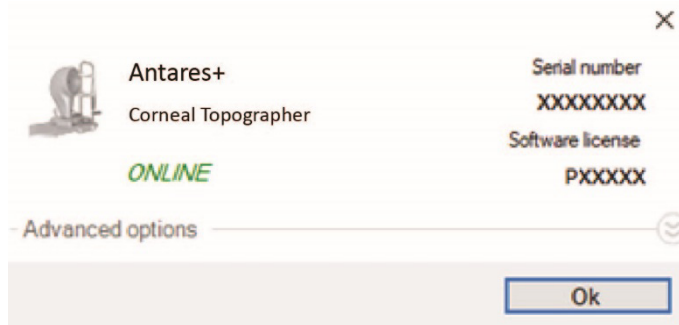 Antares+
Corneal Topographer
ONLINE
Serial number
XXXXXXXX
Software license
PXXXXX
Advanced options
Ok